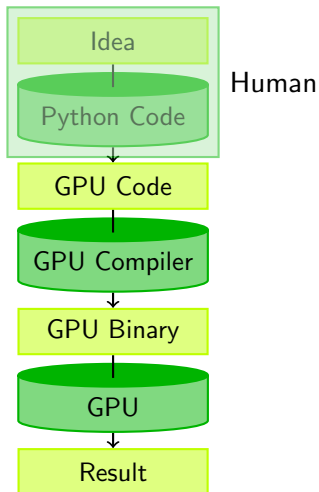 Idea
Human
Python Code
GPU Code
GPU Compiler
GPU Binary
GPU
Result